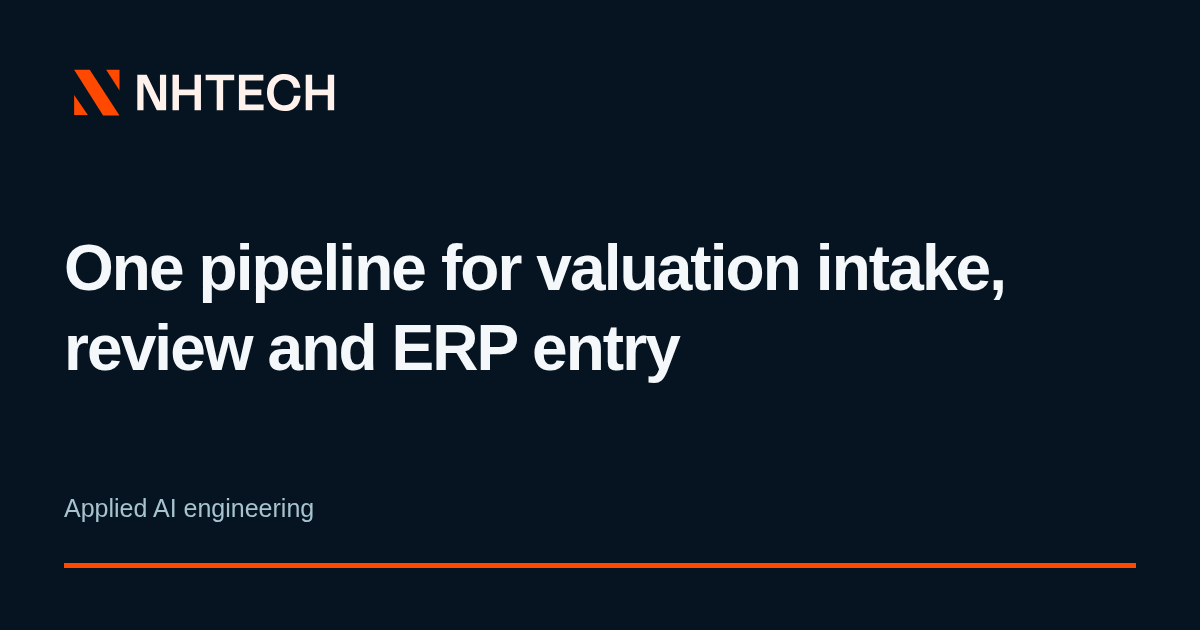 NHTECH
One pipeline for valuation intake,
review and ERP entry
Applied AI engineering